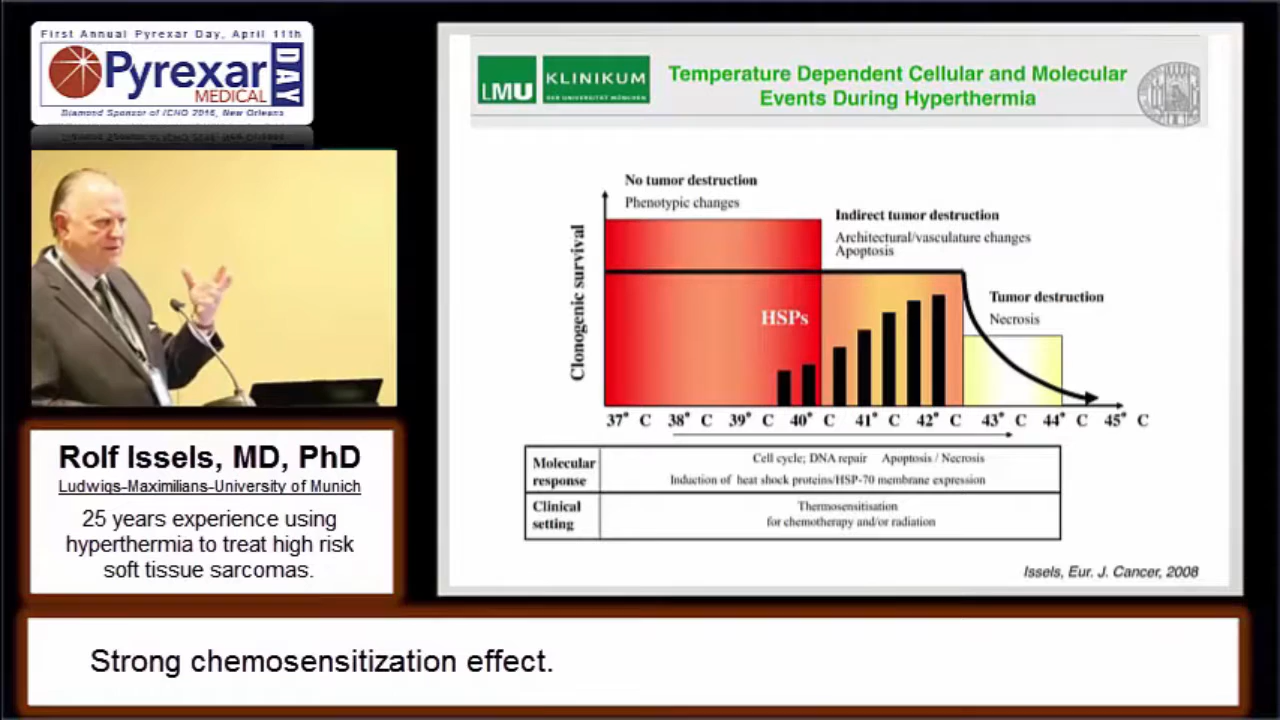 First Annual Pyrexar Day, April 11th
Pyrexar
MEDICAL
DAY
Diamond Sponsor of ICHO 2016, New Orleans
LMU
KLINIKUM
DER UNIVERSITÄT MÜNCHEN
Temperature Dependent Cellular and Molecular
Events During Hyperthermia
No tumor destruction
Phenotypic changes
Indirect tumor destruction
Architectural/vasculature changes
Apoptosis
Tumor destruction
Necrosis
Clonogenic survival
HSPs
37° C 38° C 39° C 40° C 41° C 42° C 43° C 44° C 45° C
Molecular
response
Cell cycle; DNA repair Apoptosis / Necrosis
Induction of heat shock proteins/HSP-70 membrane expression
Clinical
setting
Thermosensitisation
for chemotherapy and/or radiation
Issels, Eur. J. Cancer, 2008
Rolf Issels, MD, PhD
Ludwigs-Maximilians-University of Munich
25 years experience using
hyperthermia to treat high risk
soft tissue sarcomas.
Strong chemosensitization effect.